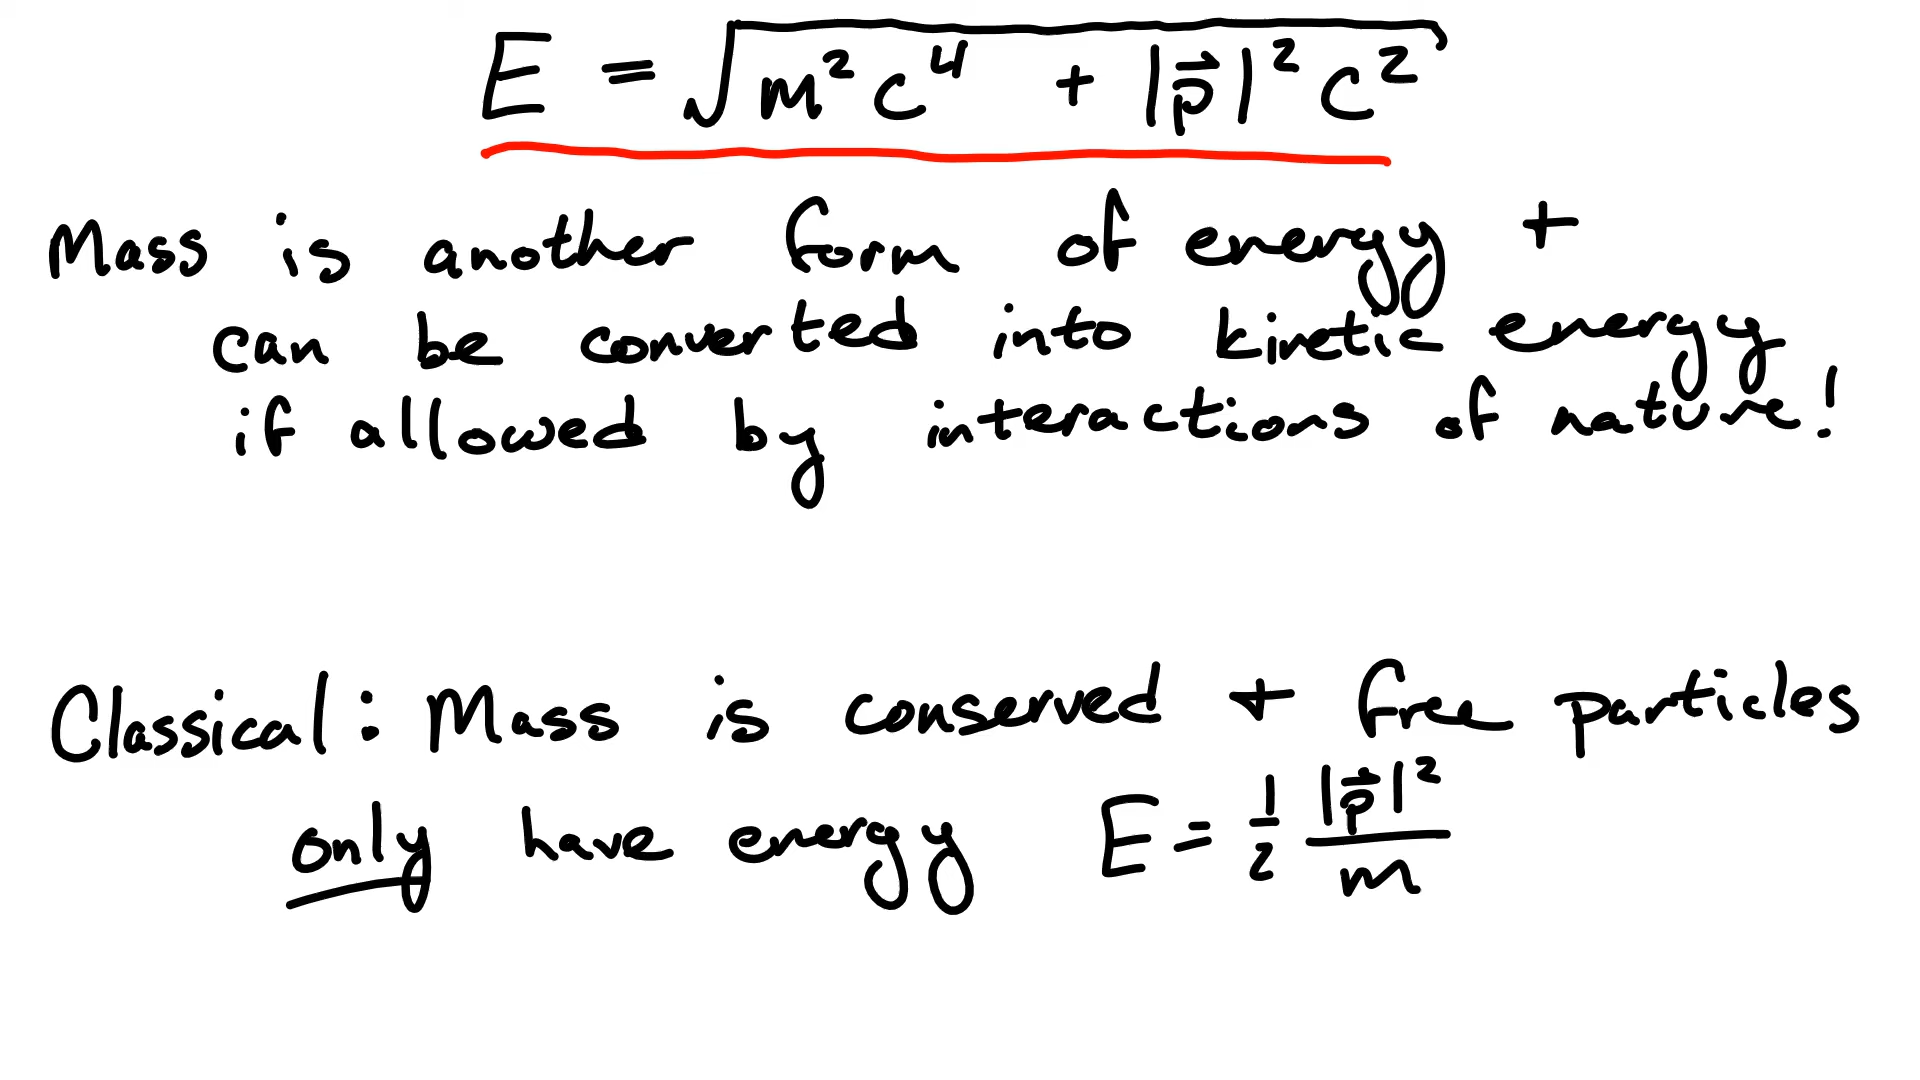 E = √(m²c⁴ + |p⃗|²c²)
Mass is another form of energy +
can be converted into kinetic energy
if allowed by interactions of nature!
Classical: Mass is conserved + free particles
only have energy E = 1/2 |p⃗|²/m